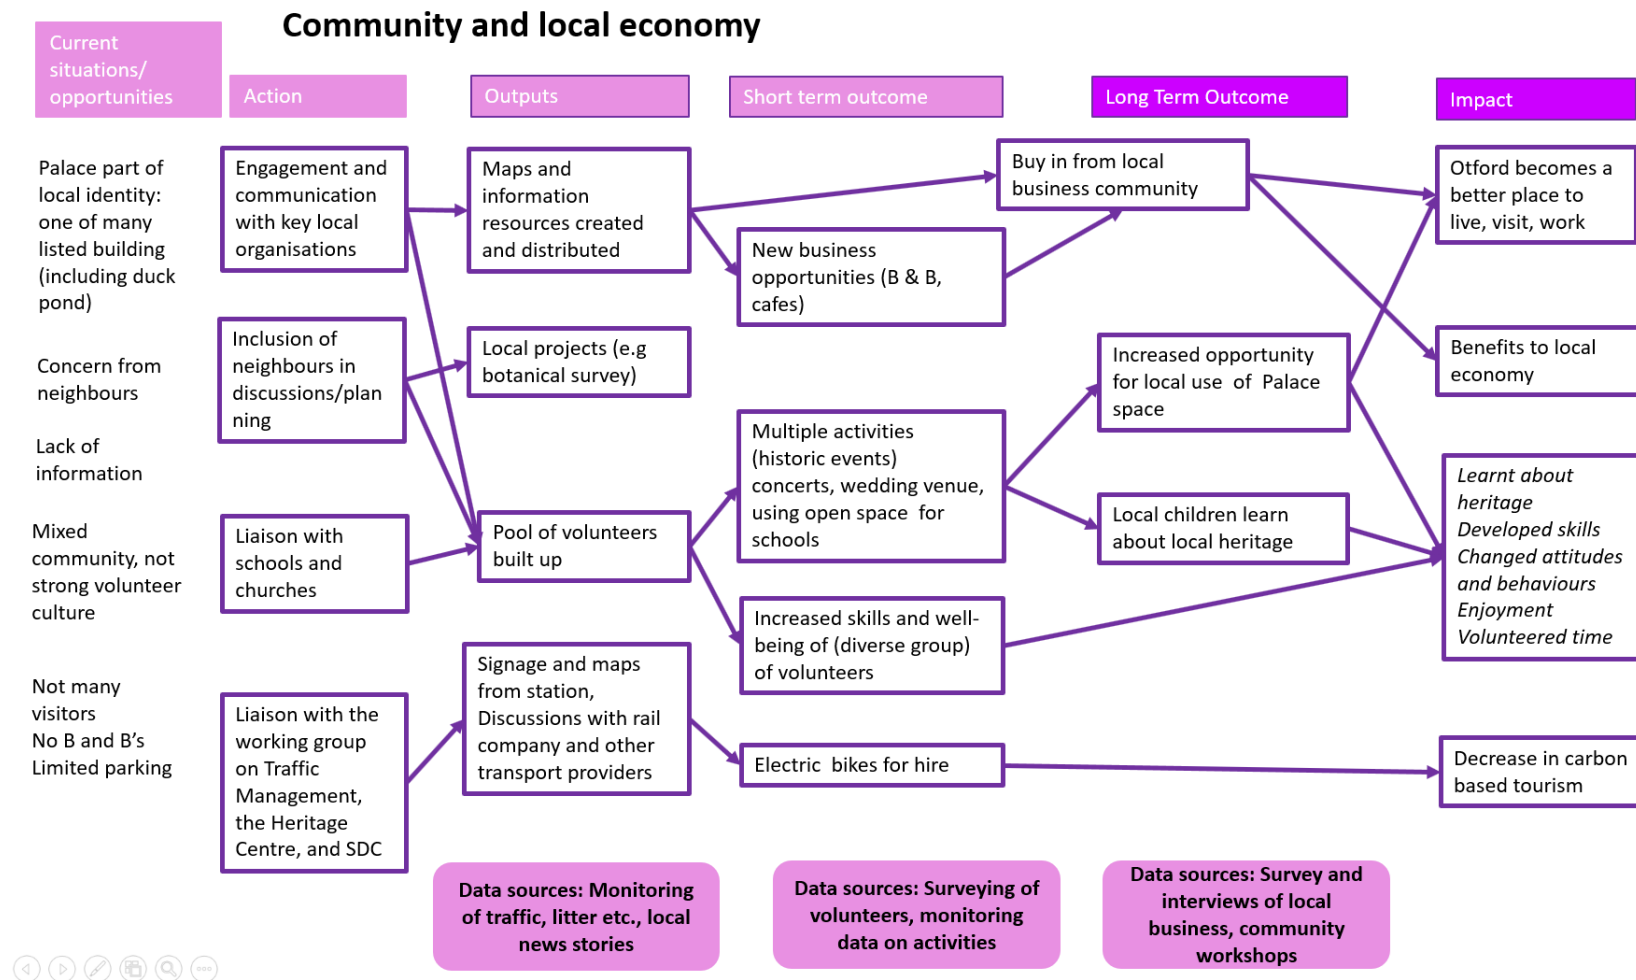 Community and local economy
Current
situations/
opportunities
Action
Outputs
Short term outcome
Long Term Outcome
Impact
Palace part of
local identity:
one of many
listed building
(including duck
pond)
Concern from
neighbours
Lack of
information
Mixed
community, not
strong volunteer
culture
Not many
visitors
No B and B's
Limited parking
Engagement and
communication
with key local
organisations
Inclusion of
neighbours in
discussions/plan
ning
Liaison with
schools and
churches
Liaison with the
working group
on Traffic
Management,
the Heritage
Centre, and SDC
Maps and
information
resources created
and distributed
Local projects (e.g
botanical survey)
Pool of volunteers
built up
Signage and maps
from station,
Discussions with rail
company and other
transport providers
New business
opportunities (B & B,
cafes)
Multiple activities
(historic events)
concerts, wedding venue,
using open space for
schools
Increased skills and well-
being of (diverse group)
of volunteers
Electric bikes for hire
Buy in from local
business community
Increased opportunity
for local use of Palace
space
Local children learn
about local heritage
Otford becomes a
better place to
live, visit, work
Benefits to local
economy
Learnt about
heritage
Developed skills
Changed attitudes
and behaviours
Enjoyment
Volunteered time
Decrease in carbon
based tourism
Data sources: Monitoring
of traffic, litter etc., local
news stories
Data sources: Surveying of
volunteers, monitoring
data on activities
Data sources: Survey and
interviews of local
business, community
workshops